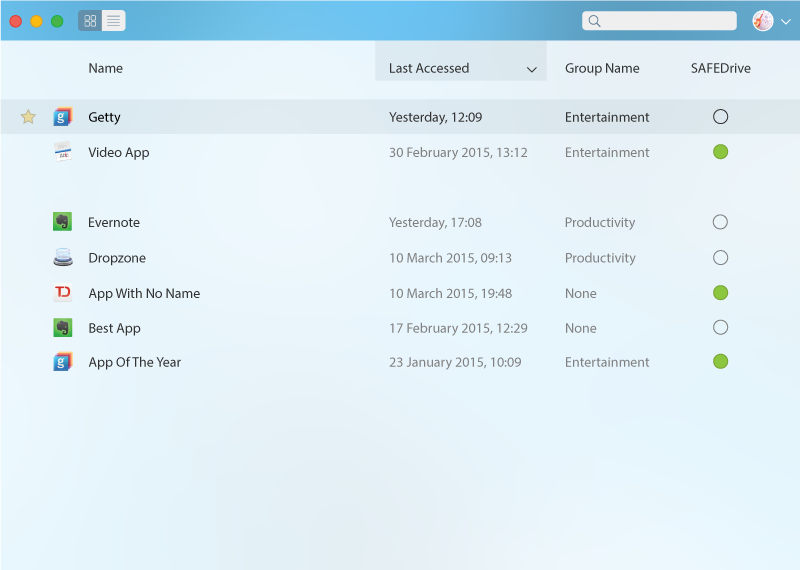 Name Last Accessed Group Name SAFEDrive
g Getty Yesterday, 12:09 Entertainment
Video App 30 February 2015, 13:12 Entertainment
Evernote Yesterday, 17:08 Productivity
Dropzone 10 March 2015, 09:13 Productivity
TD App With No Name 10 March 2015, 19:48 None
Best App 17 February 2015, 12:29 None
g App Of The Year 23 January 2015, 10:09 Entertainment